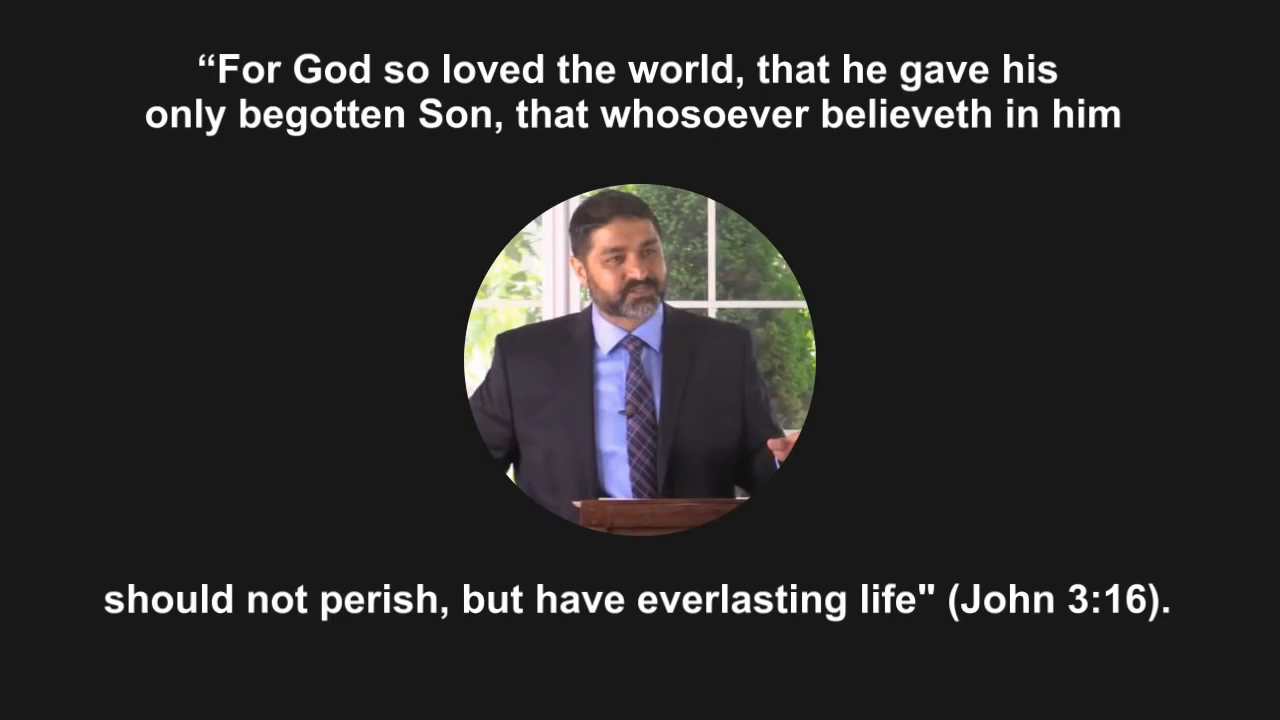 “For God so loved the world, that he gave his
only begotten Son, that whosoever believeth in him
should not perish, but have everlasting life" (John 3:16).